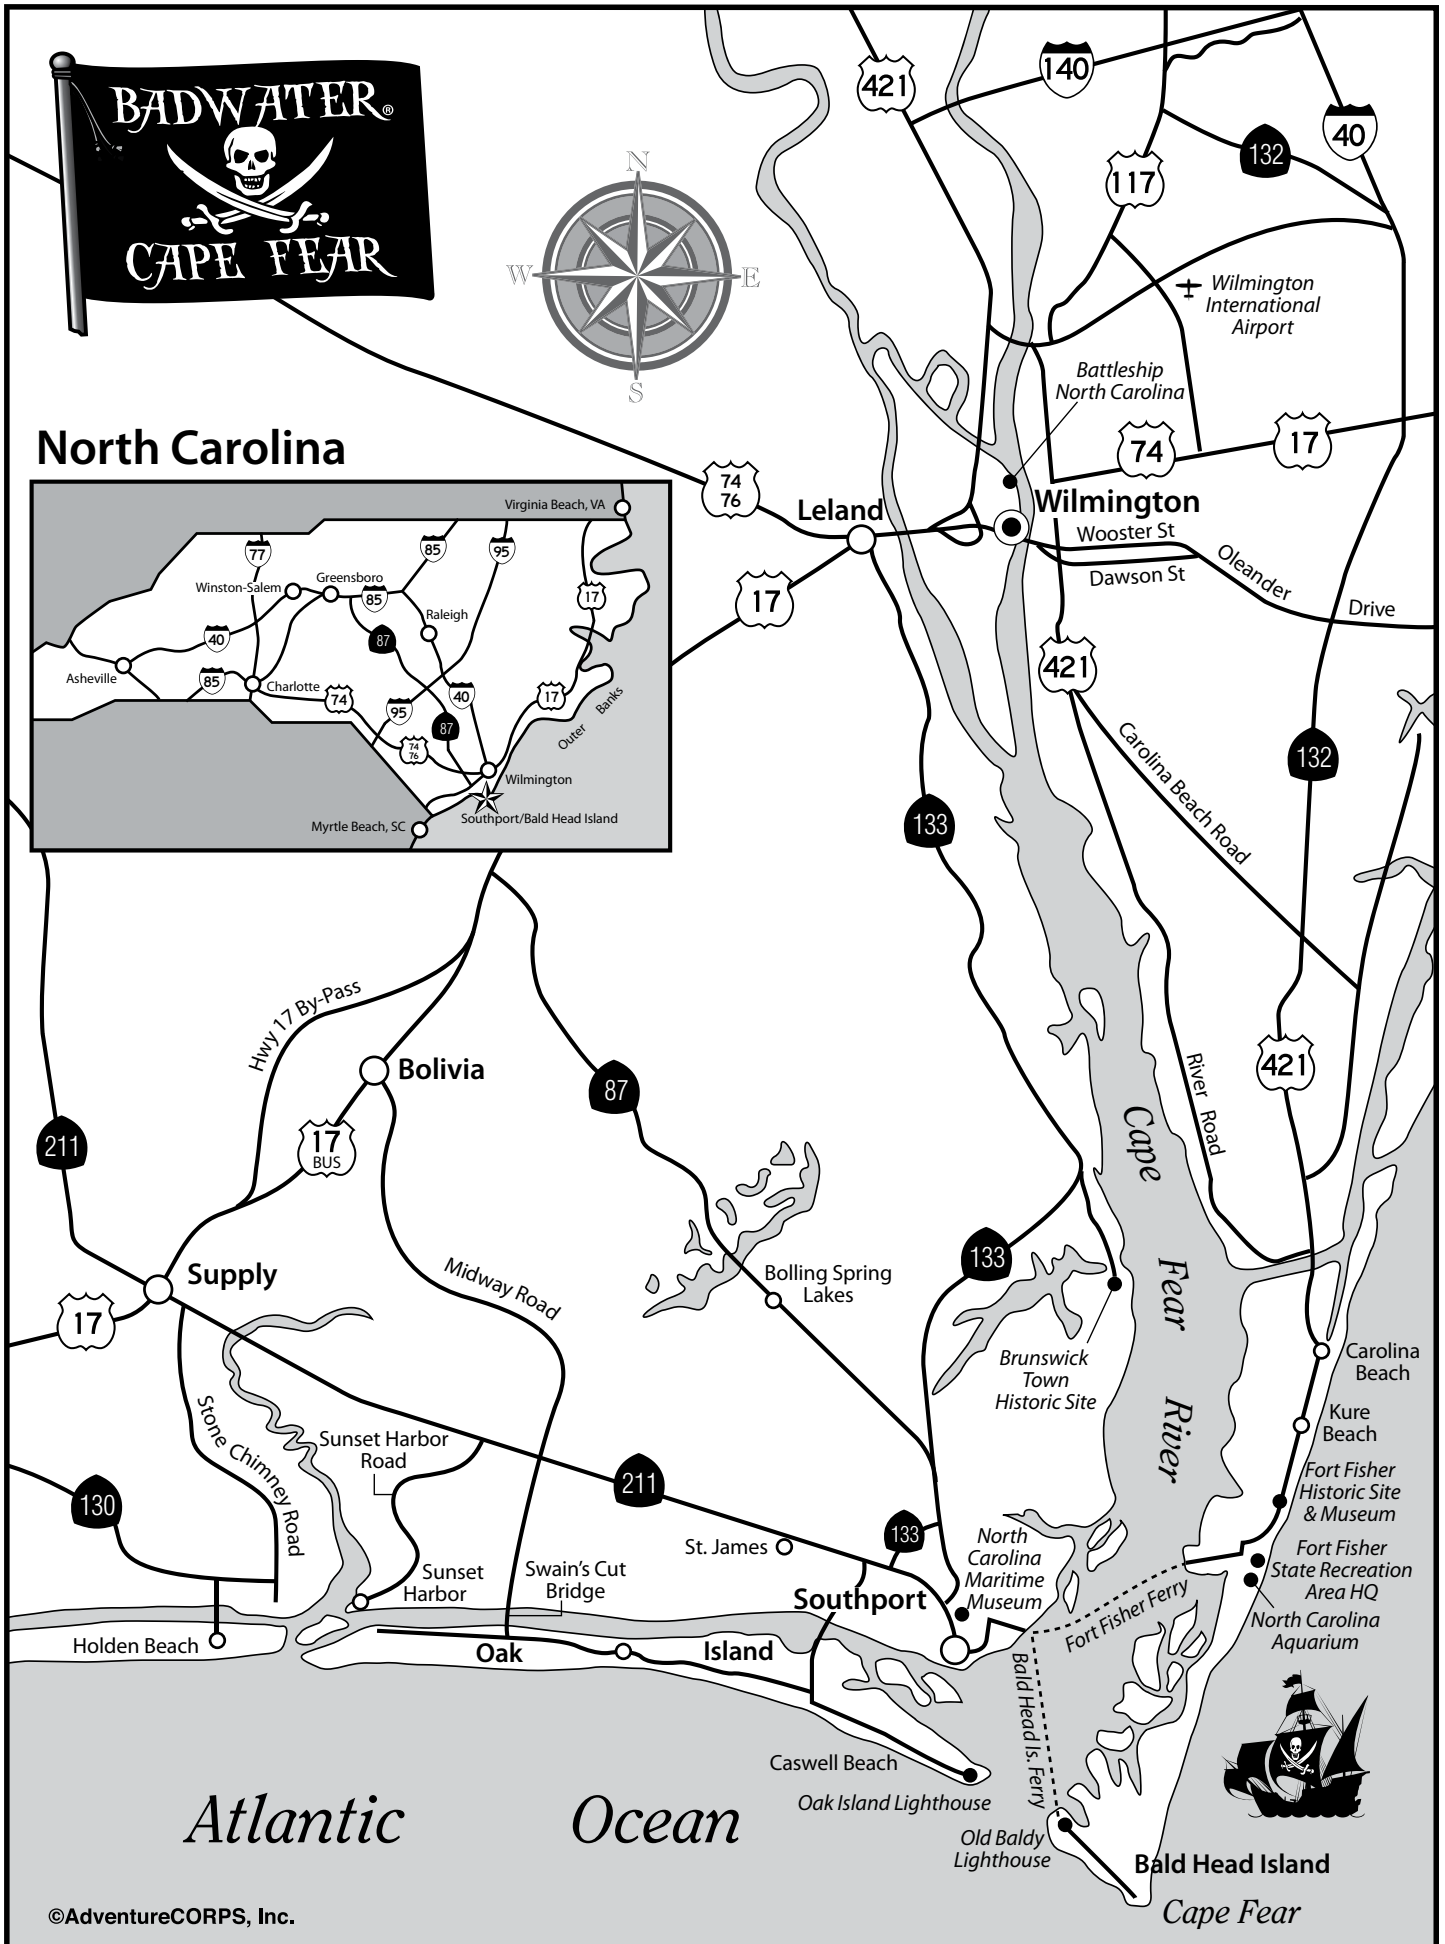 BADWATER®
CAPE FEAR
N
W
E
S
421
140
40
132
117
Wilmington
International
Airport
Battleship
North Carolina
74
17
North Carolina
74
76
Leland
Wilmington
Wooster St
Dawson St
Oleander
Drive
17
421
Virginia Beach, VA
77
85
95
Winston-Salem
Greensboro
85
17
Raleigh
87
40
Asheville
85
Charlotte
74
95
40
17
87
74
76
Outer
Banks
Wilmington
Southport/Bald Head Island
Myrtle Beach, SC
Carolina Beach Road
132
133
Hwy 17 By-Pass
Bolivia
87
17
BUS
211
River Road
421
Cape
Fear
River
Supply
17
Midway Road
Bolling Spring
Lakes
133
Brunswick
Town
Historic Site
Carolina
Beach
Kure
Beach
Stone Chimney Road
Sunset Harbor
Road
130
211
Fort Fisher
Historic Site
& Museum
St. James
133
North
Carolina
Maritime
Museum
Fort Fisher
State Recreation
Area HQ
Sunset
Harbor
Swain's Cut
Bridge
Southport
Fort Fisher Ferry
North Carolina
Aquarium
Holden Beach
Oak
Island
Bald Head Is. Ferry
Caswell Beach
Oak Island Lighthouse
Old Baldy
Lighthouse
Atlantic
Ocean
Bald Head Island
Cape Fear
©AdventureCORPS, Inc.